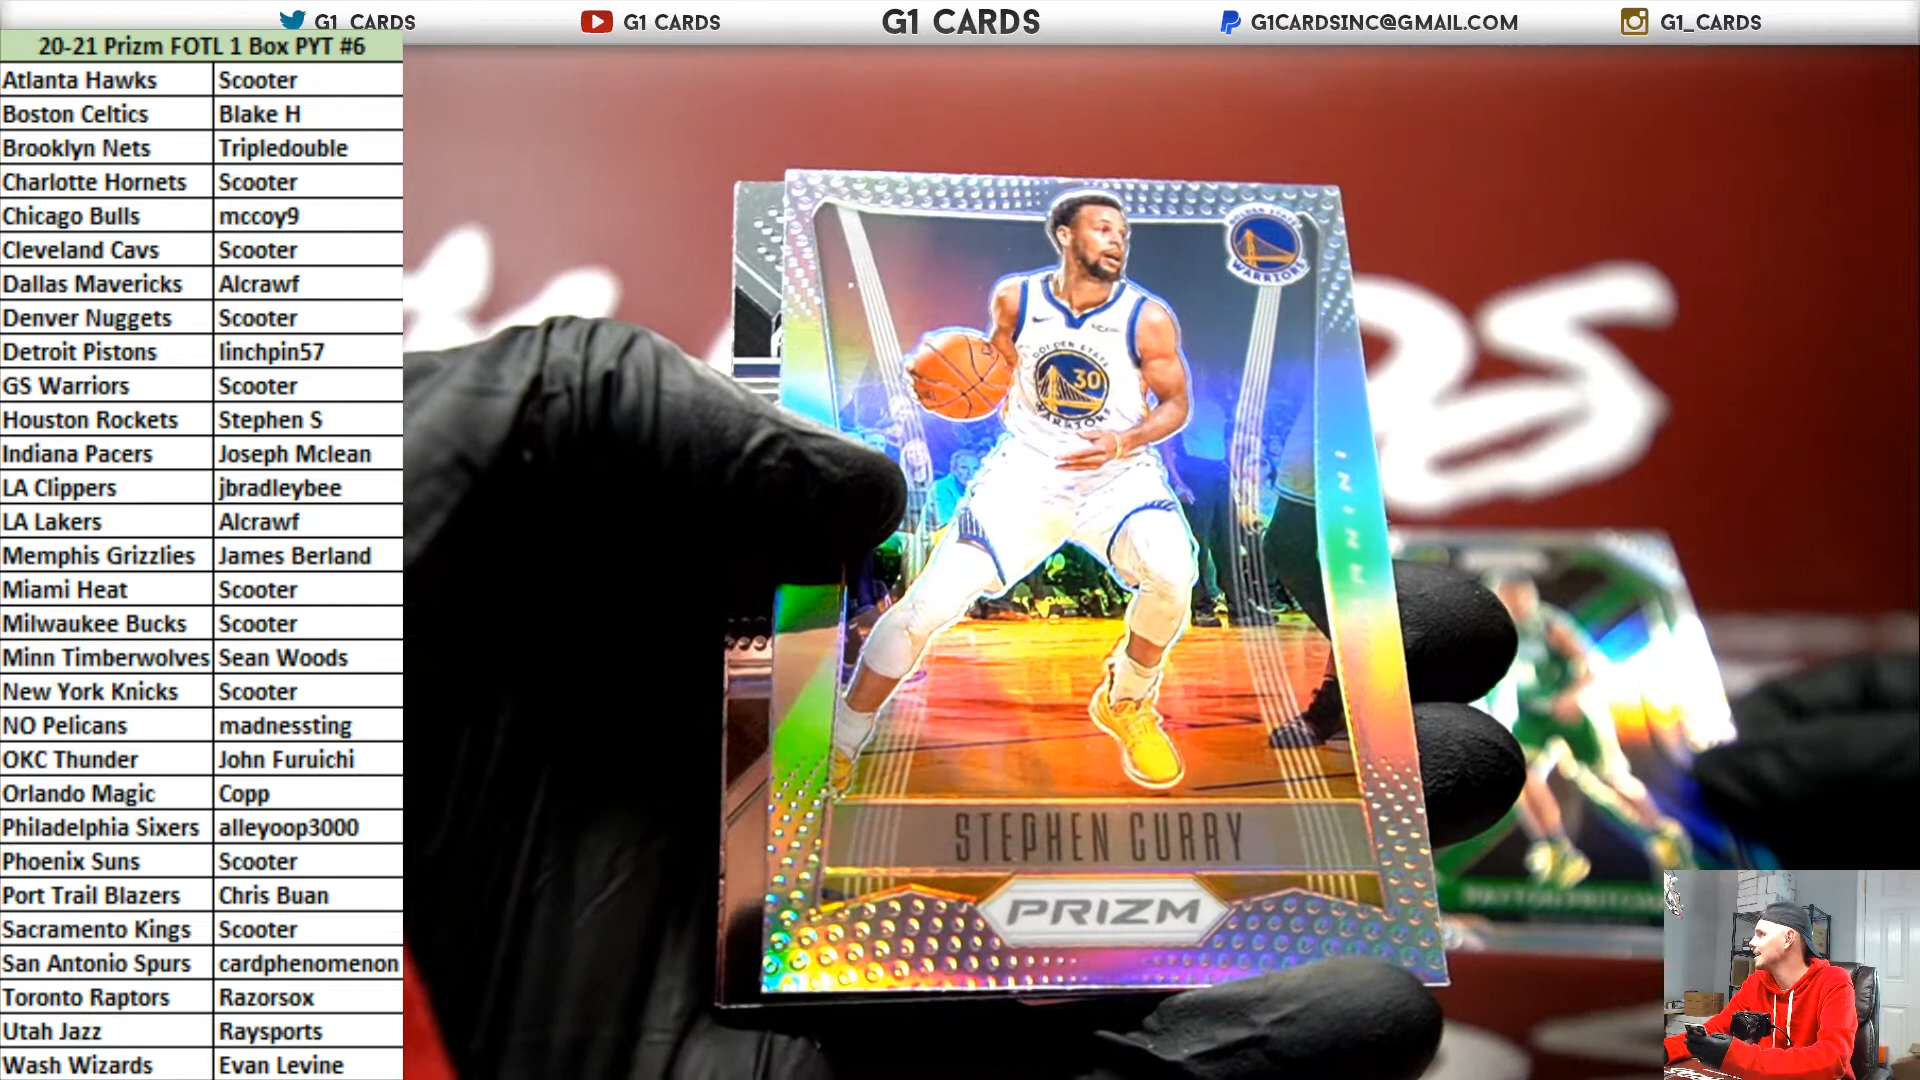 G1_CARDS
G1 CARDS
G1 CARDS
G1CARDSINC@GMAIL.COM
G1_CARDS
20-21 Prizm FOTL 1 Box PYT #6
Atlanta Hawks Scooter
Boston Celtics Blake H
Brooklyn Nets Tripledouble
Charlotte Hornets Scooter
Chicago Bulls mccoy9
Cleveland Cavs Scooter
Dallas Mavericks Alcrawf
Denver Nuggets Scooter
Detroit Pistons linchpin57
GS Warriors Scooter
Houston Rockets Stephen S
Indiana Pacers Joseph Mclean
LA Clippers jbradleybee
LA Lakers Alcrawf
Memphis Grizzlies James Berland
Miami Heat Scooter
Milwaukee Bucks Scooter
Minn Timberwolves Sean Woods
New York Knicks Scooter
NO Pelicans madnessting
OKC Thunder John Furuichi
Orlando Magic Copp
Philadelphia Sixers alleyoop3000
Phoenix Suns Scooter
Port Trail Blazers Chris Buan
Sacramento Kings Scooter
San Antonio Spurs cardphenomenon
Toronto Raptors Razorsox
Utah Jazz Raysports
Wash Wizards Evan Levine
GOLDEN STATE
WARRIORS
GOLDEN STATE
30
WARRIORS
STEPHEN CURRY
PRIZM